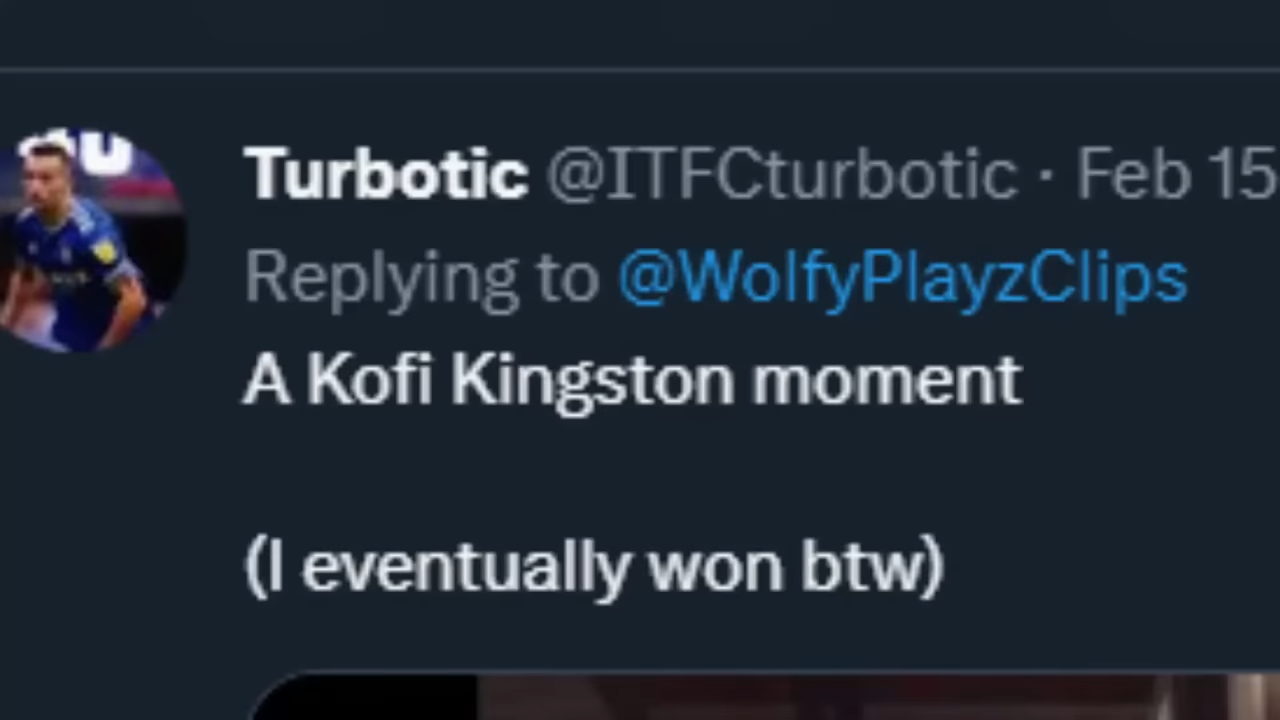 Turbotic @ITFCturbotic · Feb 15
Replying to @WolfyPlayzClips
A Kofi Kingston moment
(I eventually won btw)